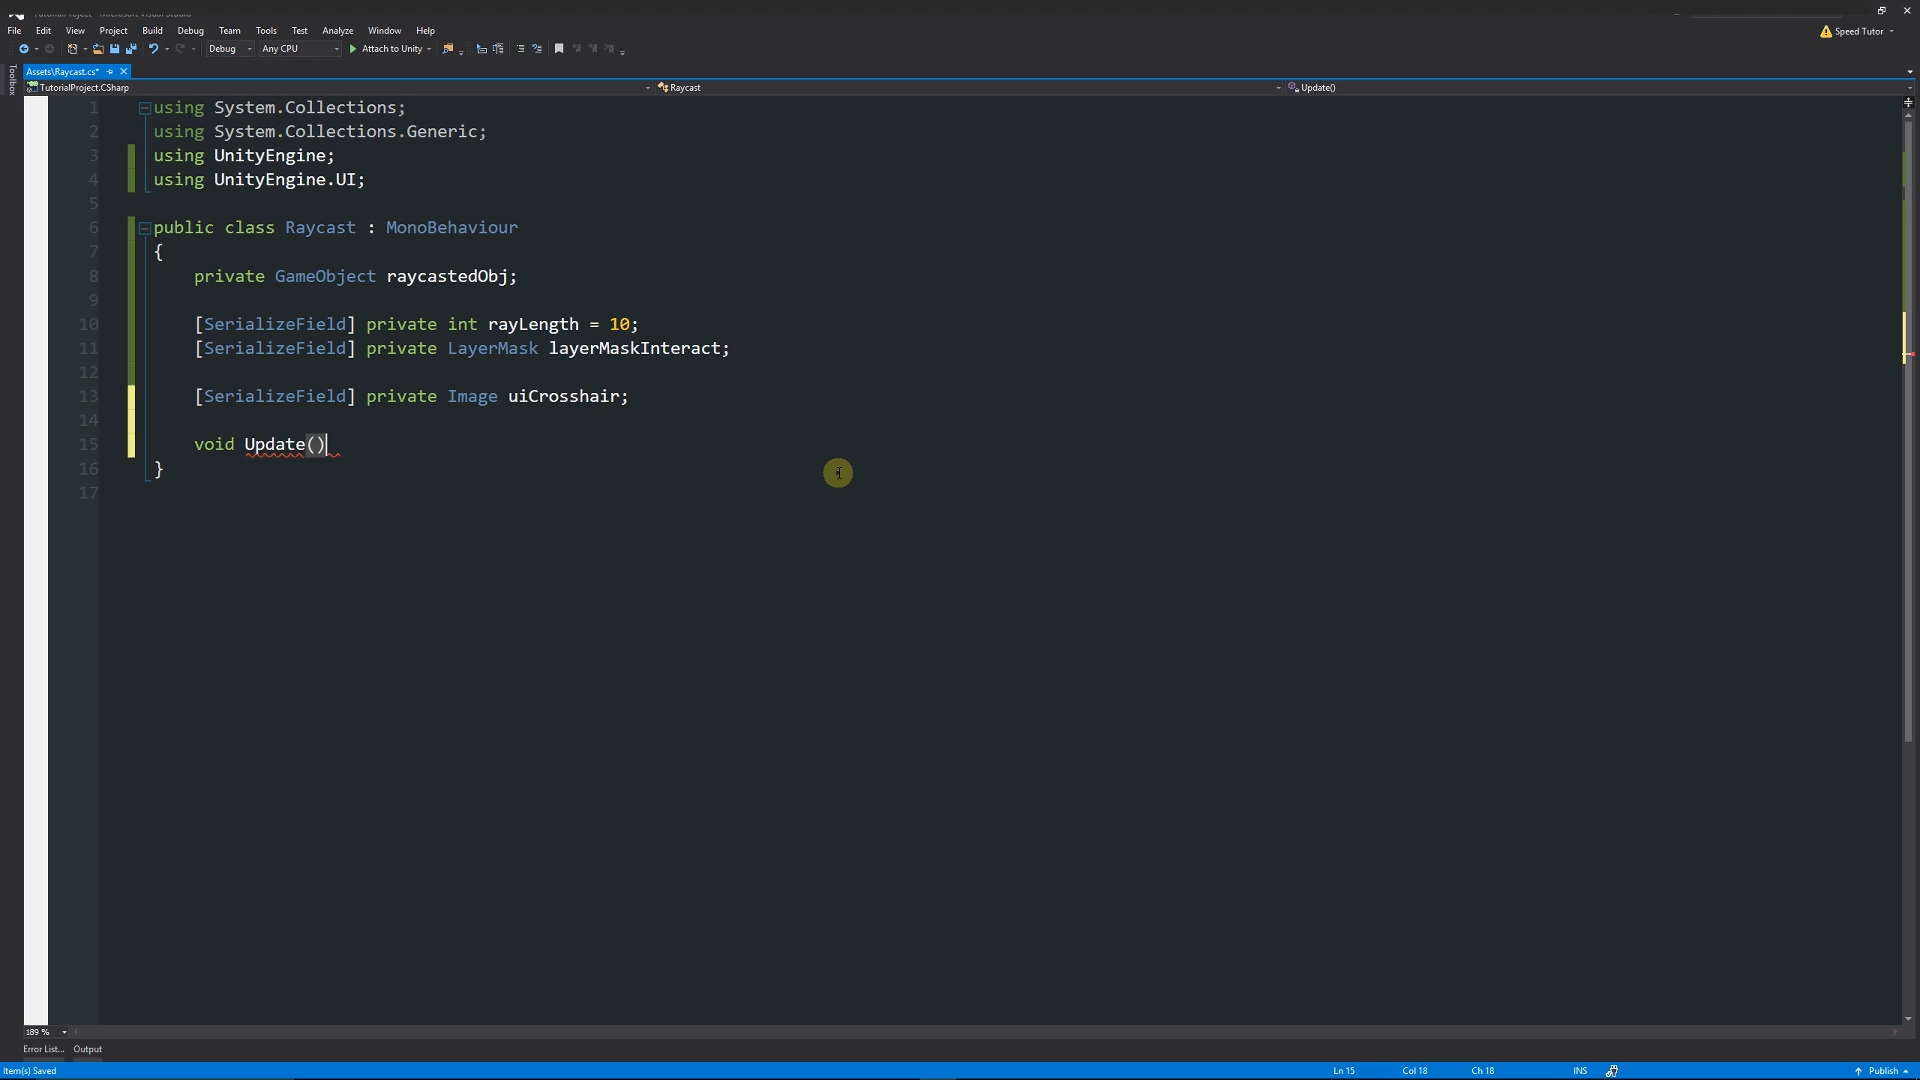 File Edit View Project Build Debug Team Tools Test Analyze Window Help
Speed Tutor
Debug Any CPU Attach to Unity
Toolbox
Assets\Raycast.cs*
TutorialProject.CSharp Raycast Update()
1 using System.Collections;
2 using System.Collections.Generic;
3 using UnityEngine;
4 using UnityEngine.UI;
5
6 public class Raycast : MonoBehaviour
7 {
8 private GameObject raycastedObj;
9
10 [SerializeField] private int rayLength = 10;
11 [SerializeField] private LayerMask layerMaskInteract;
12
13 [SerializeField] private Image uiCrosshair;
14
15 void Update()
16 }
17
189 %
Error List... Output
Item(s) Saved Ln 15 Col 18 Ch 18 INS Publish